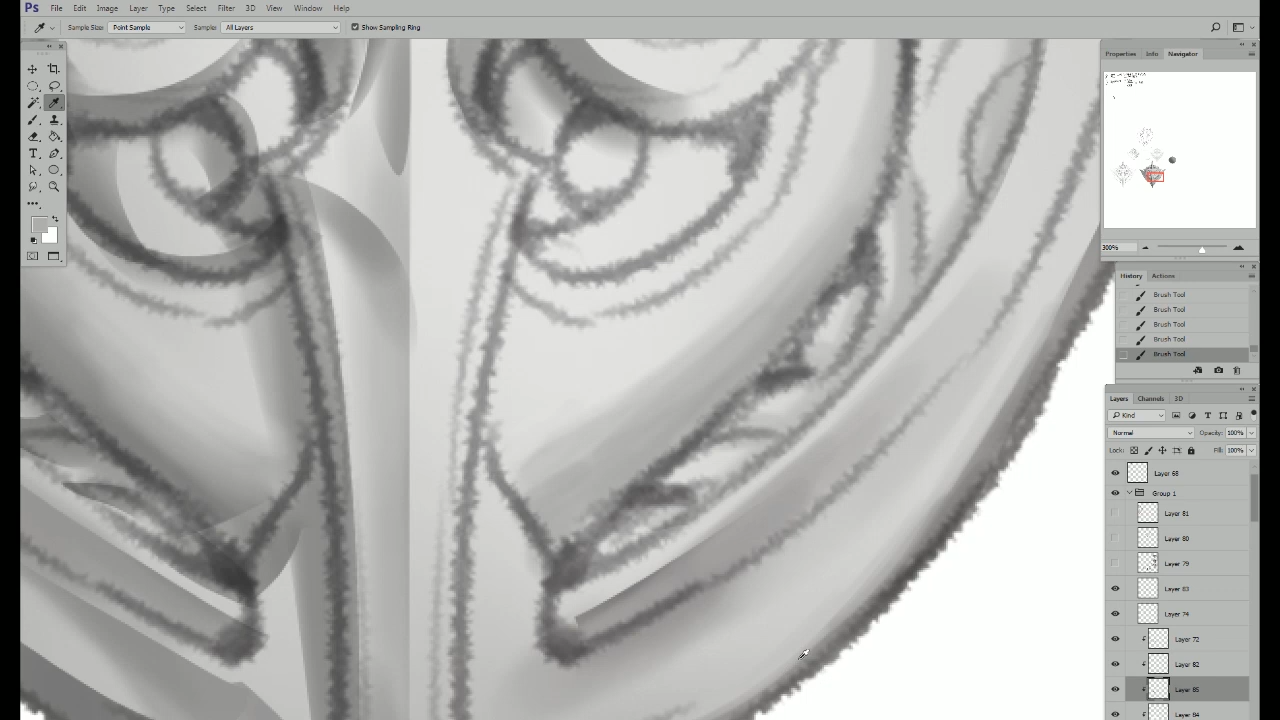 Ps File Edit Image Layer Type Select Filter 3D View Window Help
Sample Size: Point Sample Sample: All Layers Show Sampling Ring
Properties Info Navigator
300%
History Actions
Brush Tool
Brush Tool
Brush Tool
Brush Tool
Brush Tool
Layers Channels 3D
Kind
Normal Opacity: 100%
Lock: Fill: 100%
Layer 68
Group 1
Layer 81
Layer 80
Layer 79
Layer 83
Layer 74
Layer 72
Layer 82
Layer 85
Layer 84